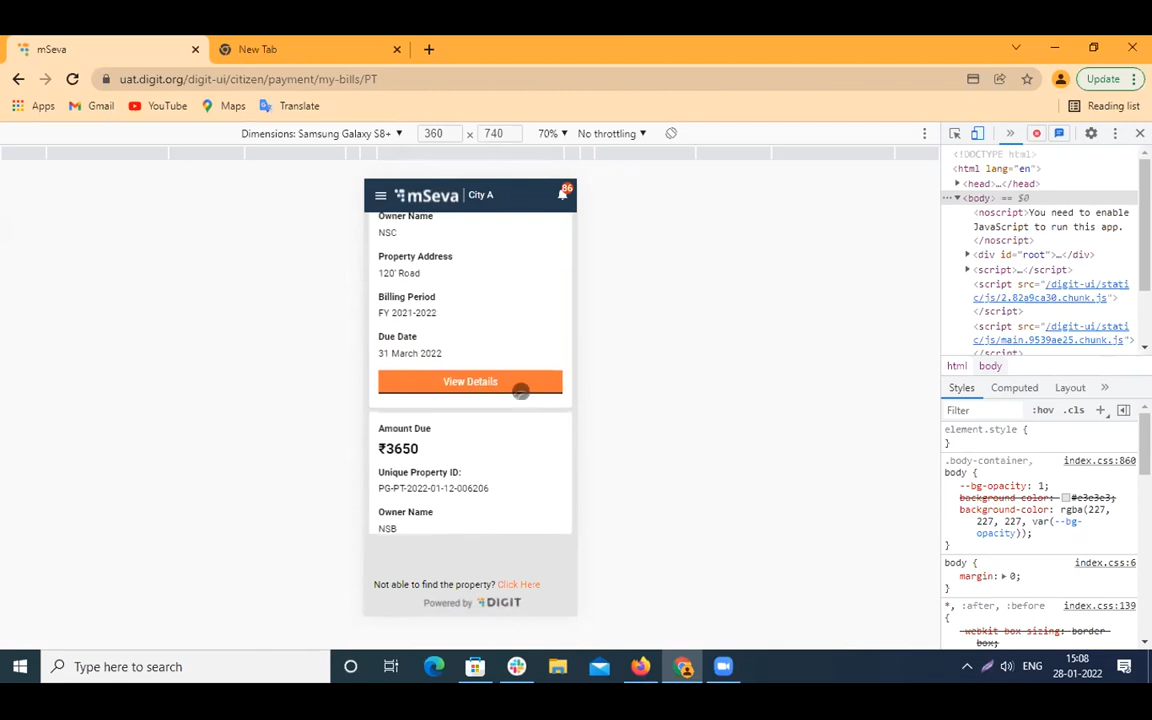 mSeva
New Tab
uat.digit.org/digit-ui/citizen/payment/my-bills/PT
Update
Apps Gmail YouTube Maps Translate
Reading list
Dimensions: Samsung Galaxy S8+ ▼ 360 x 740 70% ▼ No throttling ▼
mSeva | City A
86
Owner Name
NSC
Property Address
120' Road
Billing Period
FY 2021-2022
Due Date
31 March 2022
View Details
Amount Due
₹3650
Unique Property ID:
PG-PT-2022-01-12-006206
Owner Name
NSB
Not able to find the property? Click Here
Powered by DIGIT
<!DOCTYPE html>
<html lang="en">
<head>…</head>
<body> == $0
<noscript>You need to enable
JavaScript to run this app.
</noscript>
<div id="root">…</div>
<script>…</script>
<script src="/digit-ui/stati
c/js/2.82a9ca30.chunk.js">
</script>
<script src="/digit-ui/stati
c/js/main.9539ae25.chunk.js">
</script>
html body
Styles Computed Layout
Filter :hov .cls
element.style {
}
.body-container, index.css:860
body {
--bg-opacity: 1;
background-color: #e3e3e3;
background-color: rgba(227,
227, 227, var(--bg-
opacity));
}
body { index.css:6
margin: 0;
}
*, :after, :before index.css:139
{
-webkit-box-sizing: border-
box;
Type here to search
ENG
15:08
28-01-2022